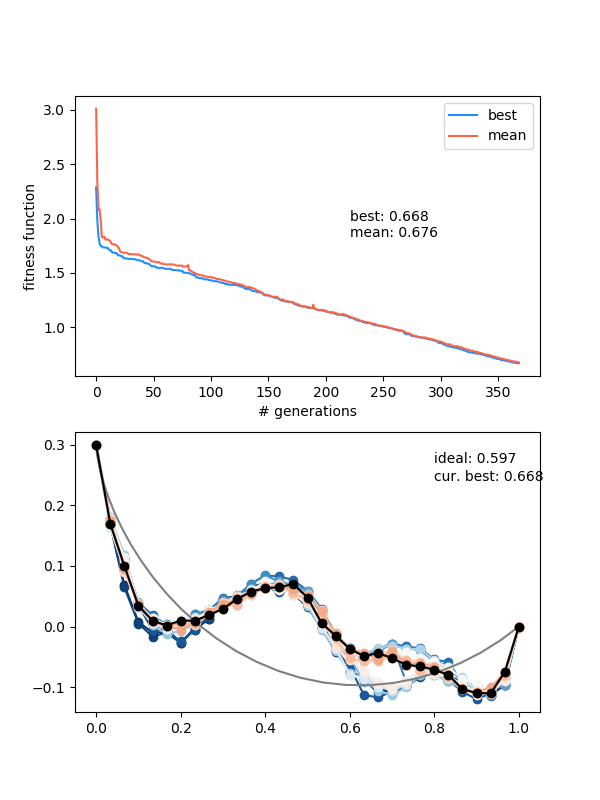 3.0
2.5
2.0
1.5
1.0
fitness function
best
mean
best: 0.668
mean: 0.676
0 50 100 150 200 250 300 350
# generations
0.3
0.2
0.1
0.0
−0.1
ideal: 0.597
cur. best: 0.668
0.0 0.2 0.4 0.6 0.8 1.0